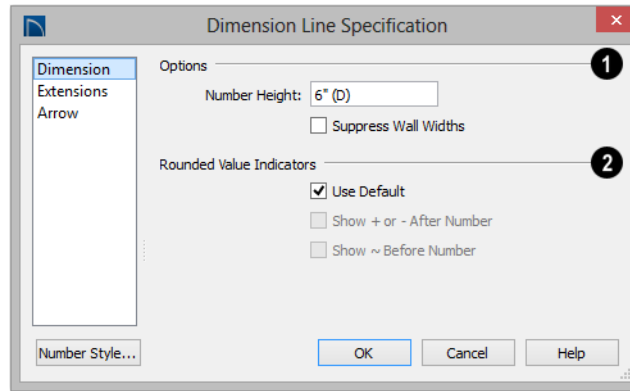 Dimension Line Specification
×
Dimension
Extensions
Arrow
Options
1
Number Height: 6" (D)
Suppress Wall Widths
Rounded Value Indicators
2
Use Default
Show + or - After Number
Show ~ Before Number
Number Style...
OK
Cancel
Help